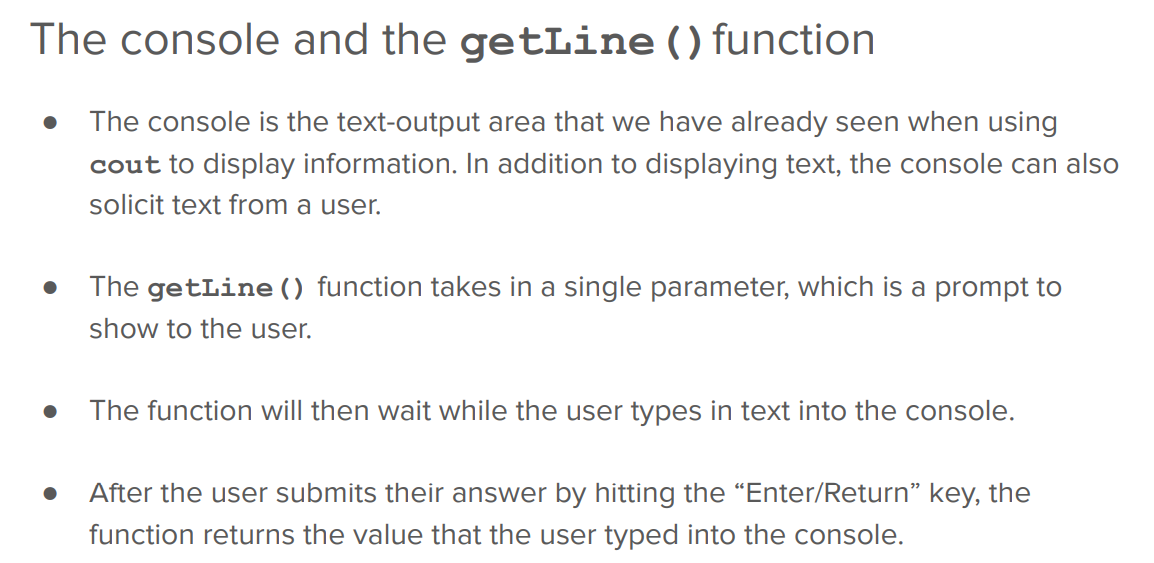 The console and the getLine() function
● The console is the text-output area that we have already seen when using
cout to display information. In addition to displaying text, the console can also
solicit text from a user.
● The getLine() function takes in a single parameter, which is a prompt to
show to the user.
● The function will then wait while the user types in text into the console.
● After the user submits their answer by hitting the “Enter/Return” key, the
function returns the value that the user typed into the console.